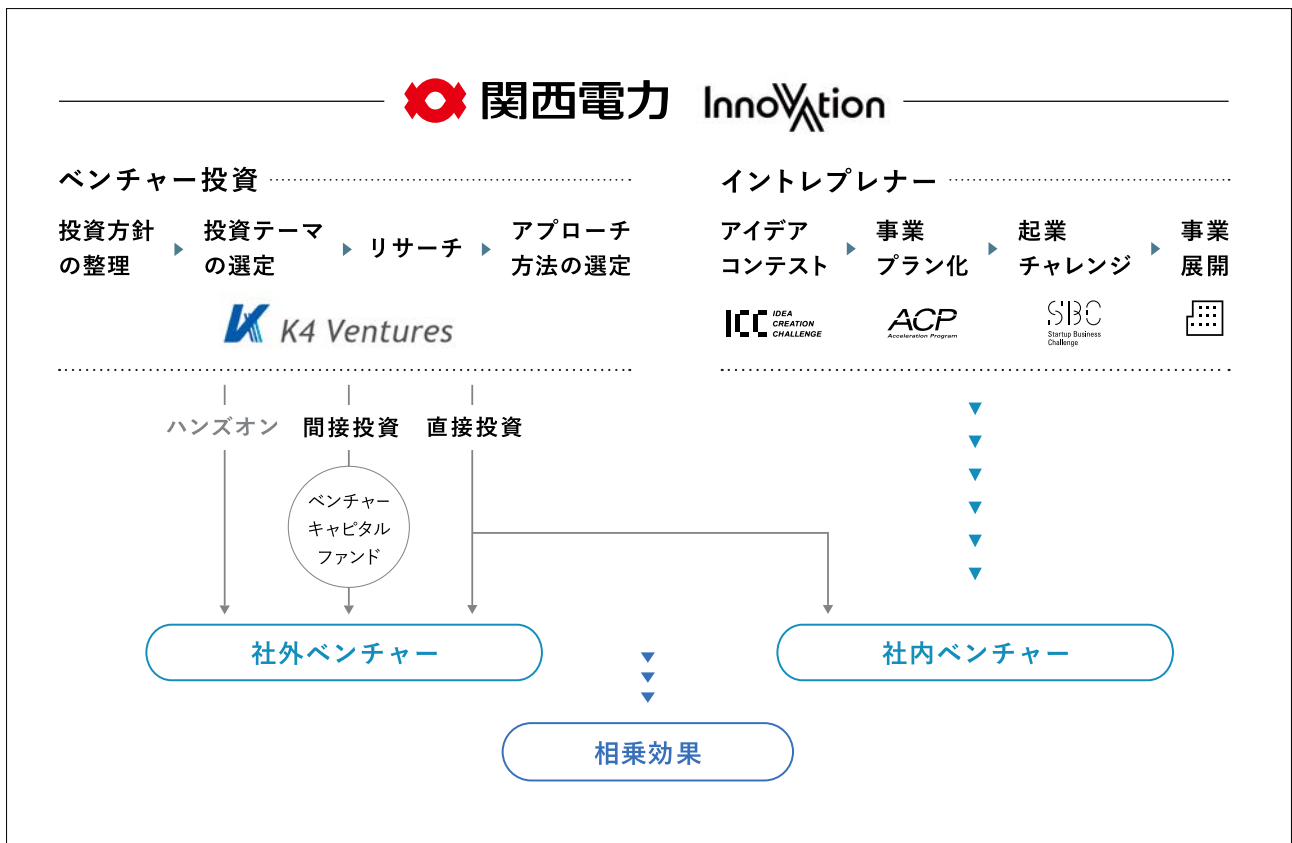 関西電力 InnoVation
ベンチャー投資
投資方針
の整理
投資テーマ
の選定
リサーチ
アプローチ
方法の選定
K4 Ventures
イントレプレナー
アイデア
コンテスト
事業
プラン化
起業
チャレンジ
事業
展開
ICC IDEA
CREATION
CHALLENGE
ACP
Acceleration Program
SBC
Startup Business
Challenge
ハンズオン
間接投資
直接投資
ベンチャー
キャピタル
ファンド
社外ベンチャー
社内ベンチャー
相乗効果